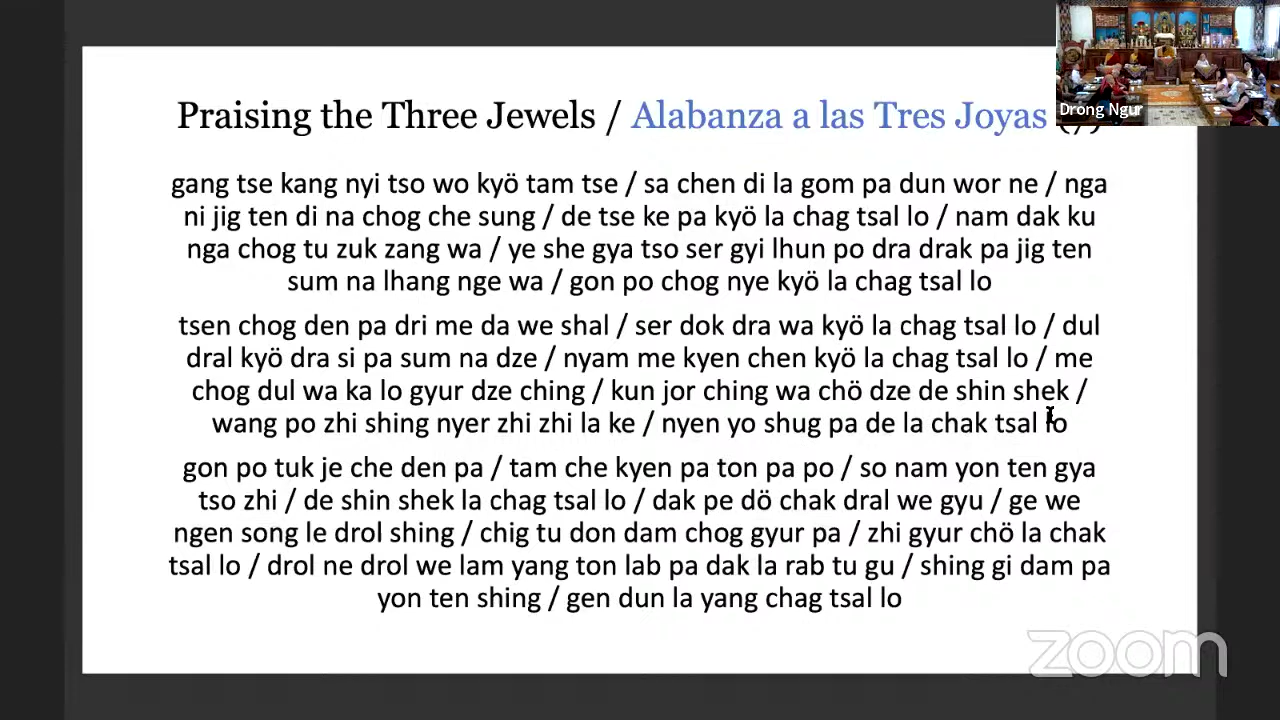 Praising the Three Jewels / Alabanza a las Tres Joyas
Drong Ngur
gang tse kang nyi tso wo kyö tam tse / sa chen di la gom pa dun wor ne / nga
ni jig ten di na chog che sung / de tse ke pa kyö la chag tsal lo / nam dak ku
nga chog tu zuk zang wa / ye she gya tso ser gyi lhun po dra drak pa jig ten
sum na lhang nge wa / gon po chog nye kyö la chag tsal lo
tsen chog den pa dri me da we shal / ser dok dra wa kyö la chag tsal lo / dul
dral kyö dra si pa sum na dze / nyam me kyen chen kyö la chag tsal lo / me
chog dul wa ka lo gyur dze ching / kun jor ching wa chö dze de shin shek /
wang po zhi shing nyer zhi zhi la ke / nyen yo shug pa de la chak tsal lo
gon po tuk je che den pa / tam che kyen pa ton pa po / so nam yon ten gya
tso zhi / de shin shek la chag tsal lo / dak pe dö chak dral we gyu / ge we
ngen song le drol shing / chig tu don dam chog gyur pa / zhi gyur chö la chak
tsal lo / drol ne drol we lam yang ton lab pa dak la rab tu gu / shing gi dam pa
yon ten shing / gen dun la yang chag tsal lo
zoom